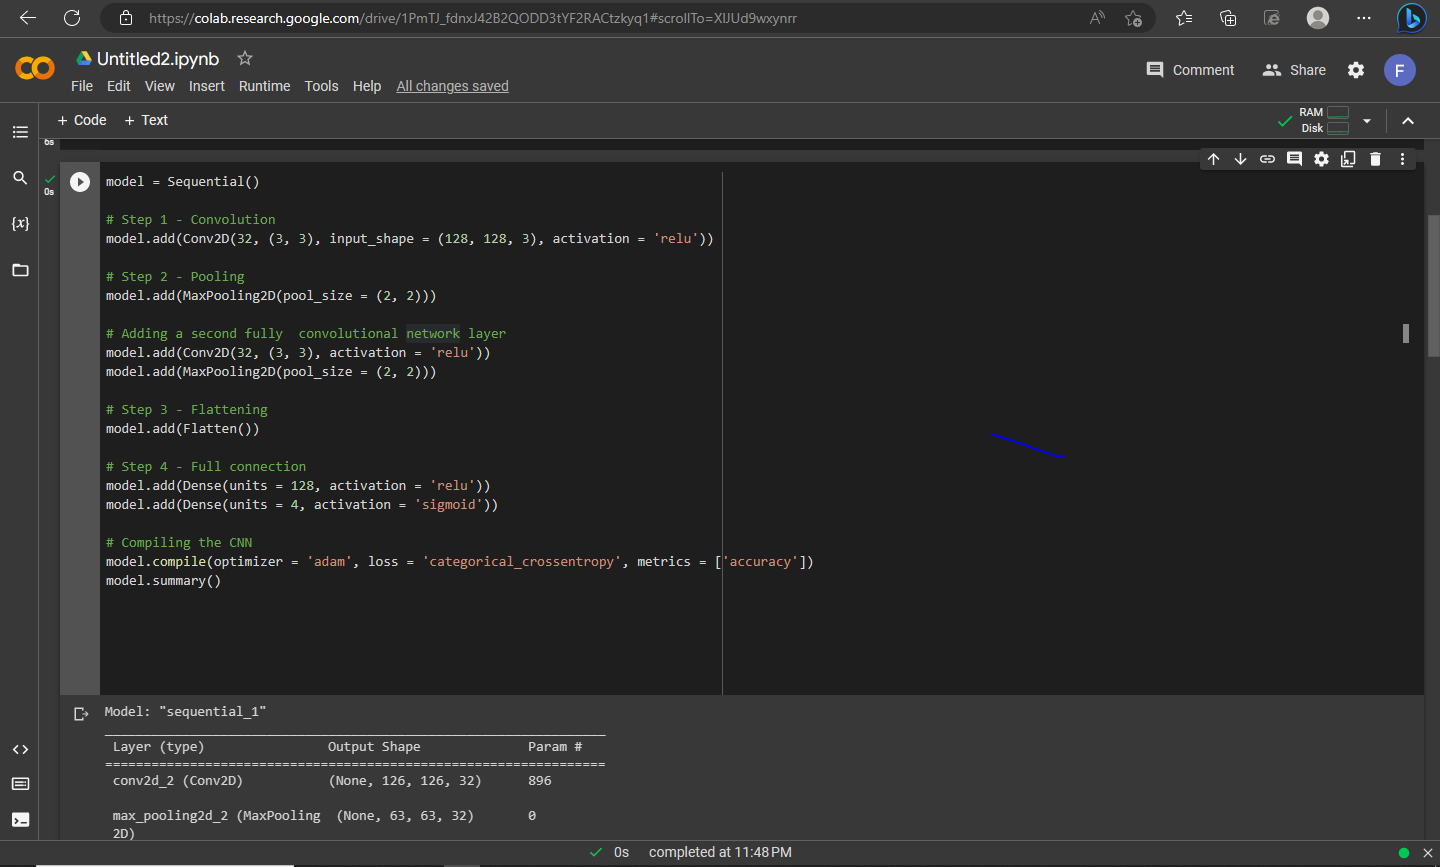 https://colab.research.google.com/drive/1PmTJ_fdnxJ42B2QODD3tYF2RACtzkyq1#scrollTo=XlJUd9wxynrr
Untitled2.ipynb
Comment
Share
F
File Edit View Insert Runtime Tools Help All changes saved
+ Code + Text
RAM
Disk
6s
0s
{x}
model = Sequential()
# Step 1 - Convolution
model.add(Conv2D(32, (3, 3), input_shape = (128, 128, 3), activation = 'relu'))
# Step 2 - Pooling
model.add(MaxPooling2D(pool_size = (2, 2)))
# Adding a second fully  convolutional network layer
model.add(Conv2D(32, (3, 3), activation = 'relu'))
model.add(MaxPooling2D(pool_size = (2, 2)))
# Step 3 - Flattening
model.add(Flatten())
# Step 4 - Full connection
model.add(Dense(units = 128, activation = 'relu'))
model.add(Dense(units = 4, activation = 'sigmoid'))
# Compiling the CNN
model.compile(optimizer = 'adam', loss = 'categorical_crossentropy', metrics = ['accuracy'])
model.summary()
Model: "sequential_1"
Layer (type) Output Shape Param #
conv2d_2 (Conv2D) (None, 126, 126, 32) 896
max_pooling2d_2 (MaxPooling (None, 63, 63, 32) 0
2D)
0s completed at 11:48 PM